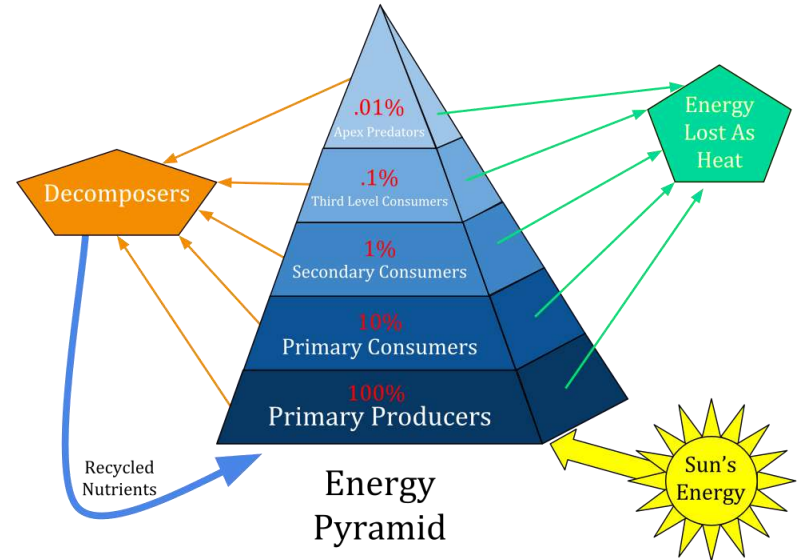 .01%
Apex Predators
Energy
Lost As
Heat
Decomposers
.1%
Third Level Consumers
1%
Secondary Consumers
10%
Primary Consumers
100%
Primary Producers
Recycled
Nutrients
Sun's
Energy
Energy
Pyramid